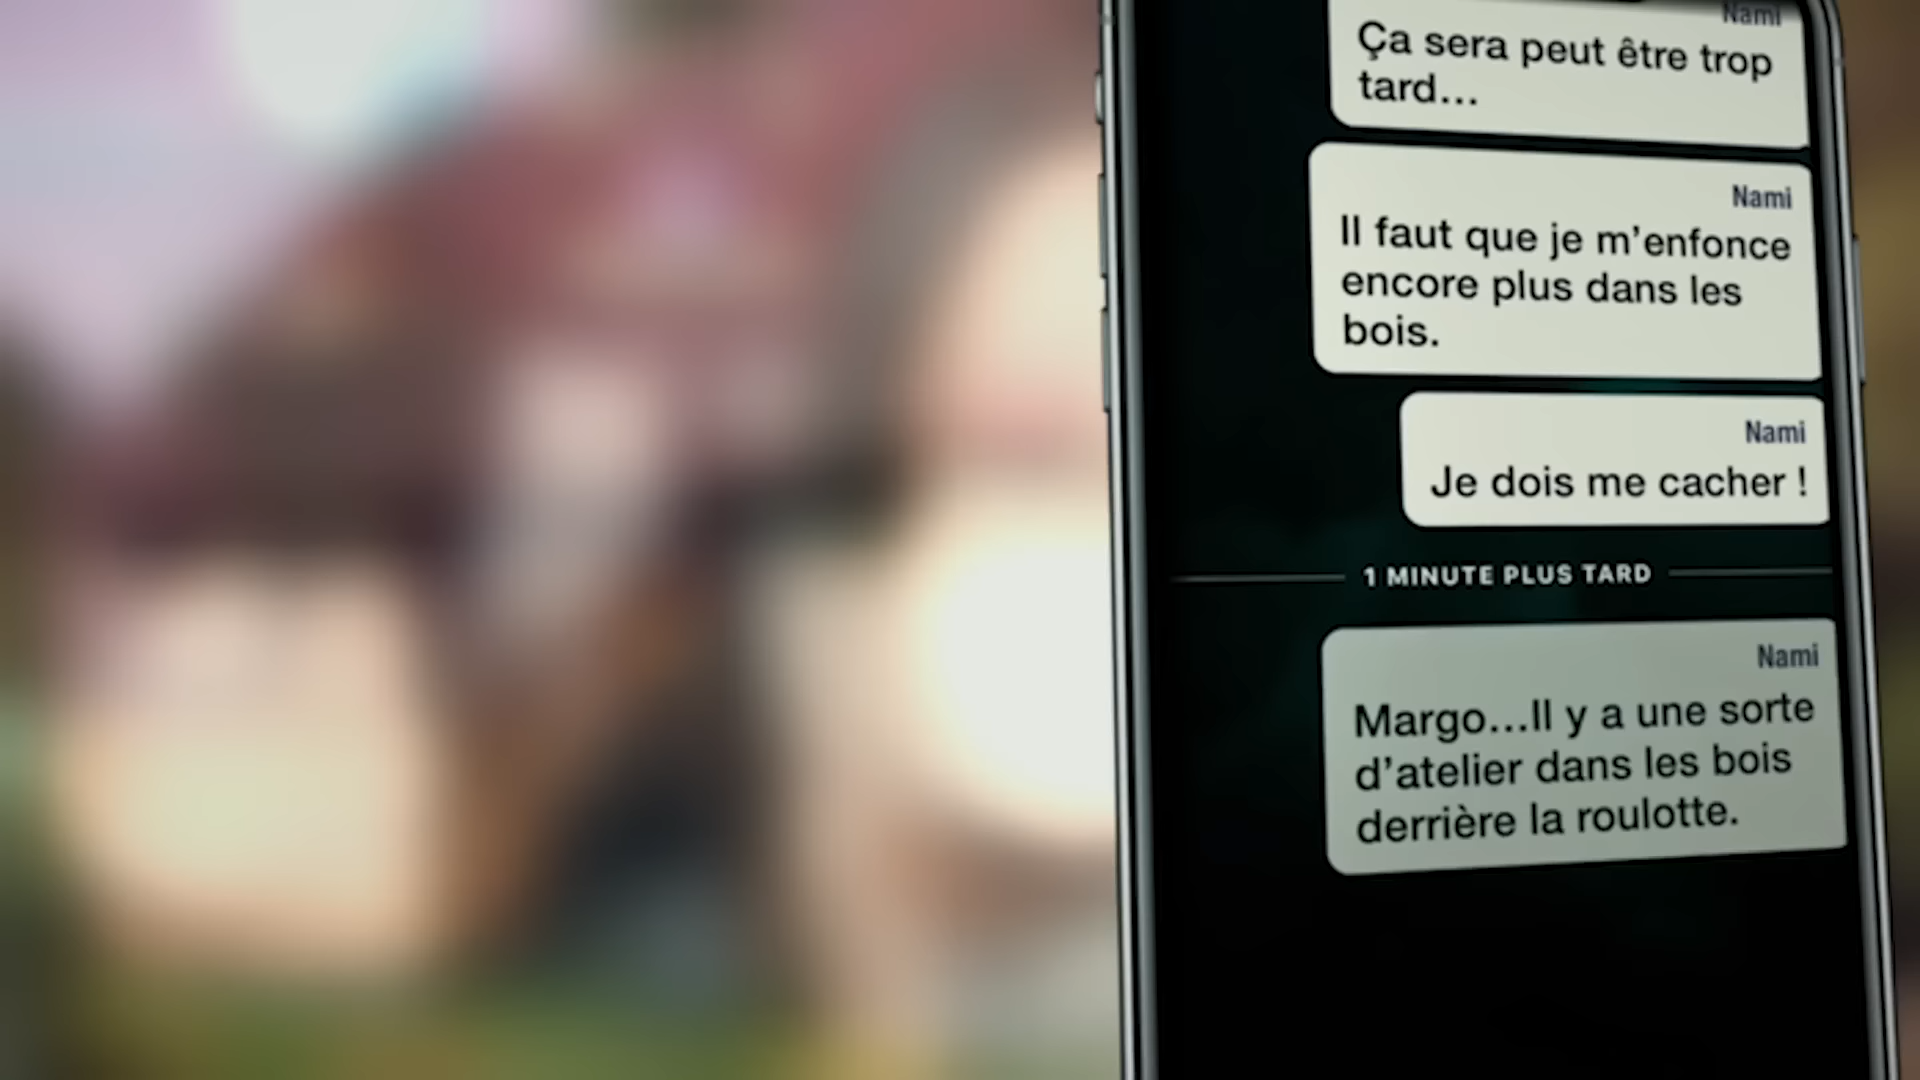 Nami
Ça sera peut être trop
tard...
Nami
Il faut que je m’enfonce
encore plus dans les
bois.
Nami
Je dois me cacher !
1 MINUTE PLUS TARD
Nami
Margo...Il y a une sorte
d’atelier dans les bois
derrière la roulotte.